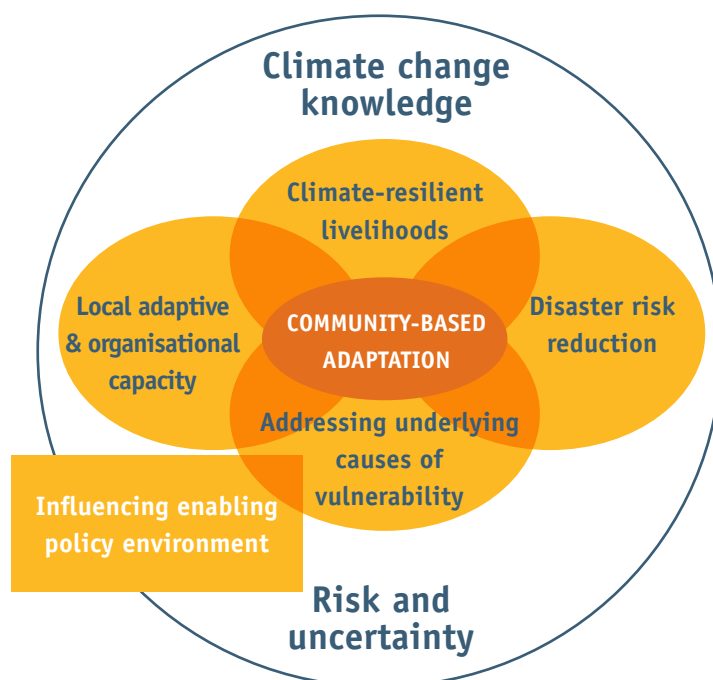 Climate change
knowledge
Climate-resilient
livelihoods
Local adaptive
& organisational
capacity
COMMUNITY-BASED
ADAPTATION
Disaster risk
reduction
Addressing underlying
causes of
vulnerability
Influencing enabling
policy environment
Risk and
uncertainty